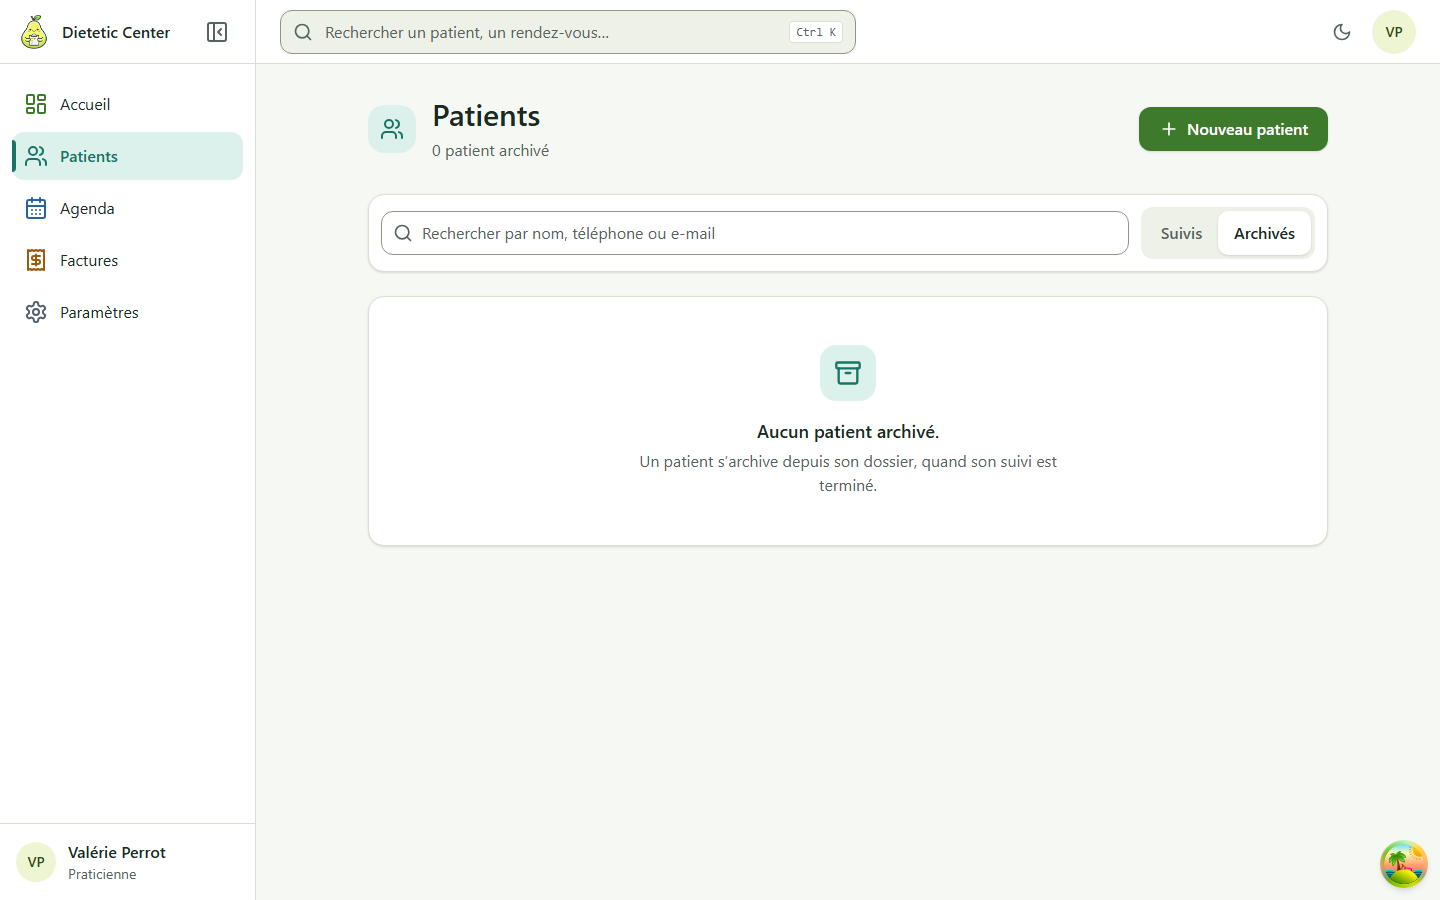 Dietetic Center
Rechercher un patient, un rendez-vous...
Ctrl K
VP
Accueil
Patients
Agenda
Factures
Paramètres
Patients
0 patient archivé
Nouveau patient
Rechercher par nom, téléphone ou e-mail
Suivis
Archivés
Aucun patient archivé.
Un patient s'archive depuis son dossier, quand son suivi est
terminé.
VP
Valérie Perrot
Praticienne